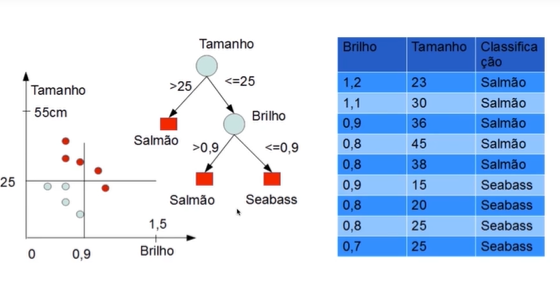 Tamanho
>25
<=25
Brilho
Salmão
>0,9
<=0,9
Salmão
Seabass
Tamanho
55cm
25
0
0,9
1,5
Brilho
Brilho Tamanho Classifica
ção
1,2 23 Salmão
1,1 30 Salmão
0,9 36 Salmão
0,8 45 Salmão
0,8 38 Salmão
0,9 15 Seabass
0,8 20 Seabass
0,8 25 Seabass
0,7 25 Seabass